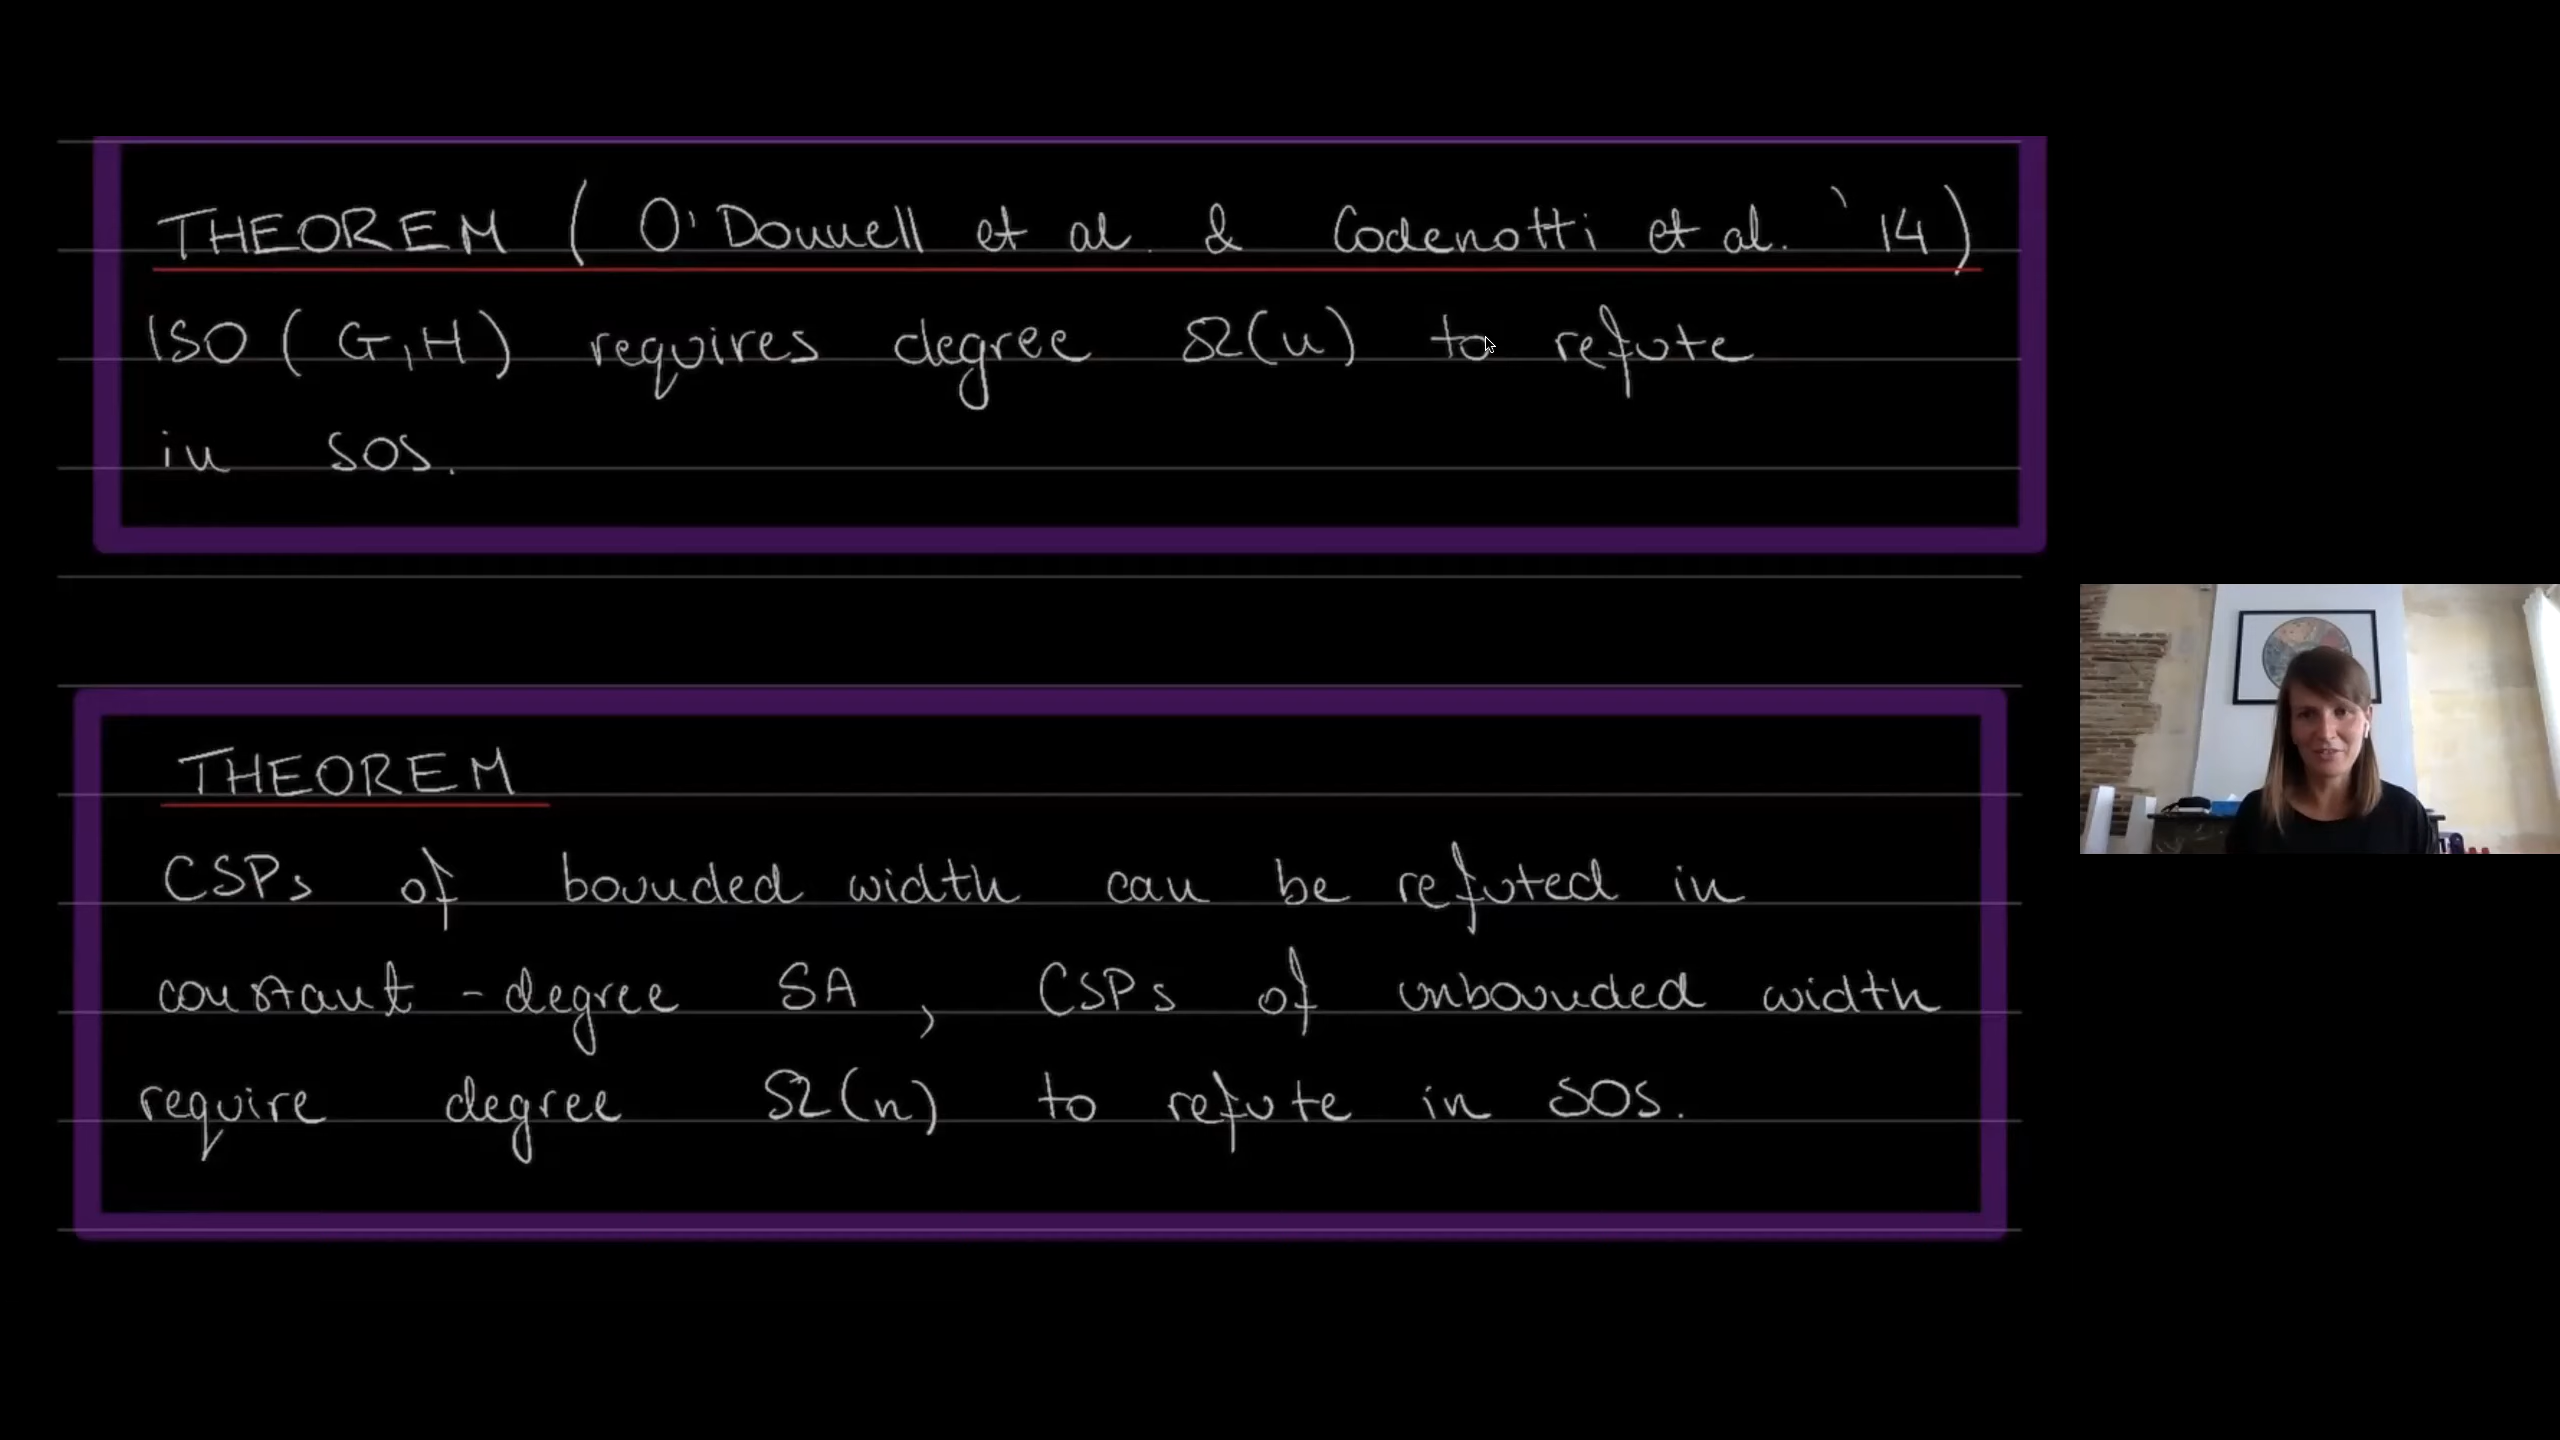 THEOREM ( O'Donnell et al. & Codenotti et al. `14)
ISO ( G, H) requires degree Ω(n) to refute
in SOS.
THEOREM
CSPs of bounded width can be refuted in
constant - degree SA , CSPs of unbounded width
require degree Ω(n) to refute in SOS.